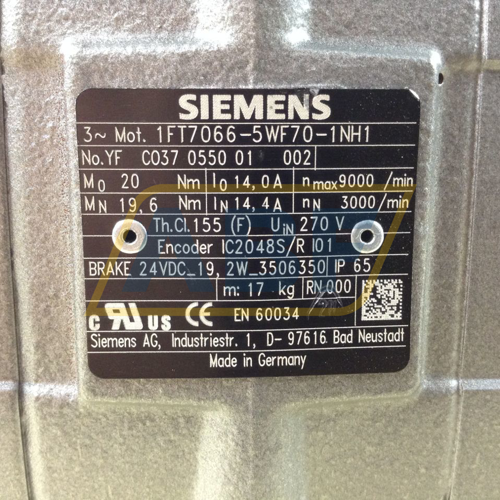 SIEMENS
3~ Mot. 1FT7066-5WF70-1NH1
No.YF C037 0550 01 002
M0 20 Nm I0 14,0A nmax9000 /min
MN 19,6 Nm IN 14,4A nN 3000 /min
Th.Cl.155 (F) UiN 270 V
Encoder IC2048S/R I01
BRAKE 24VDC_19,2W_3506350 IP 65
m: 17 kg RN 000
c RU US CE EN 60034
Siemens AG, Industriestr. 1, D-97616 Bad Neustadt
Made in Germany